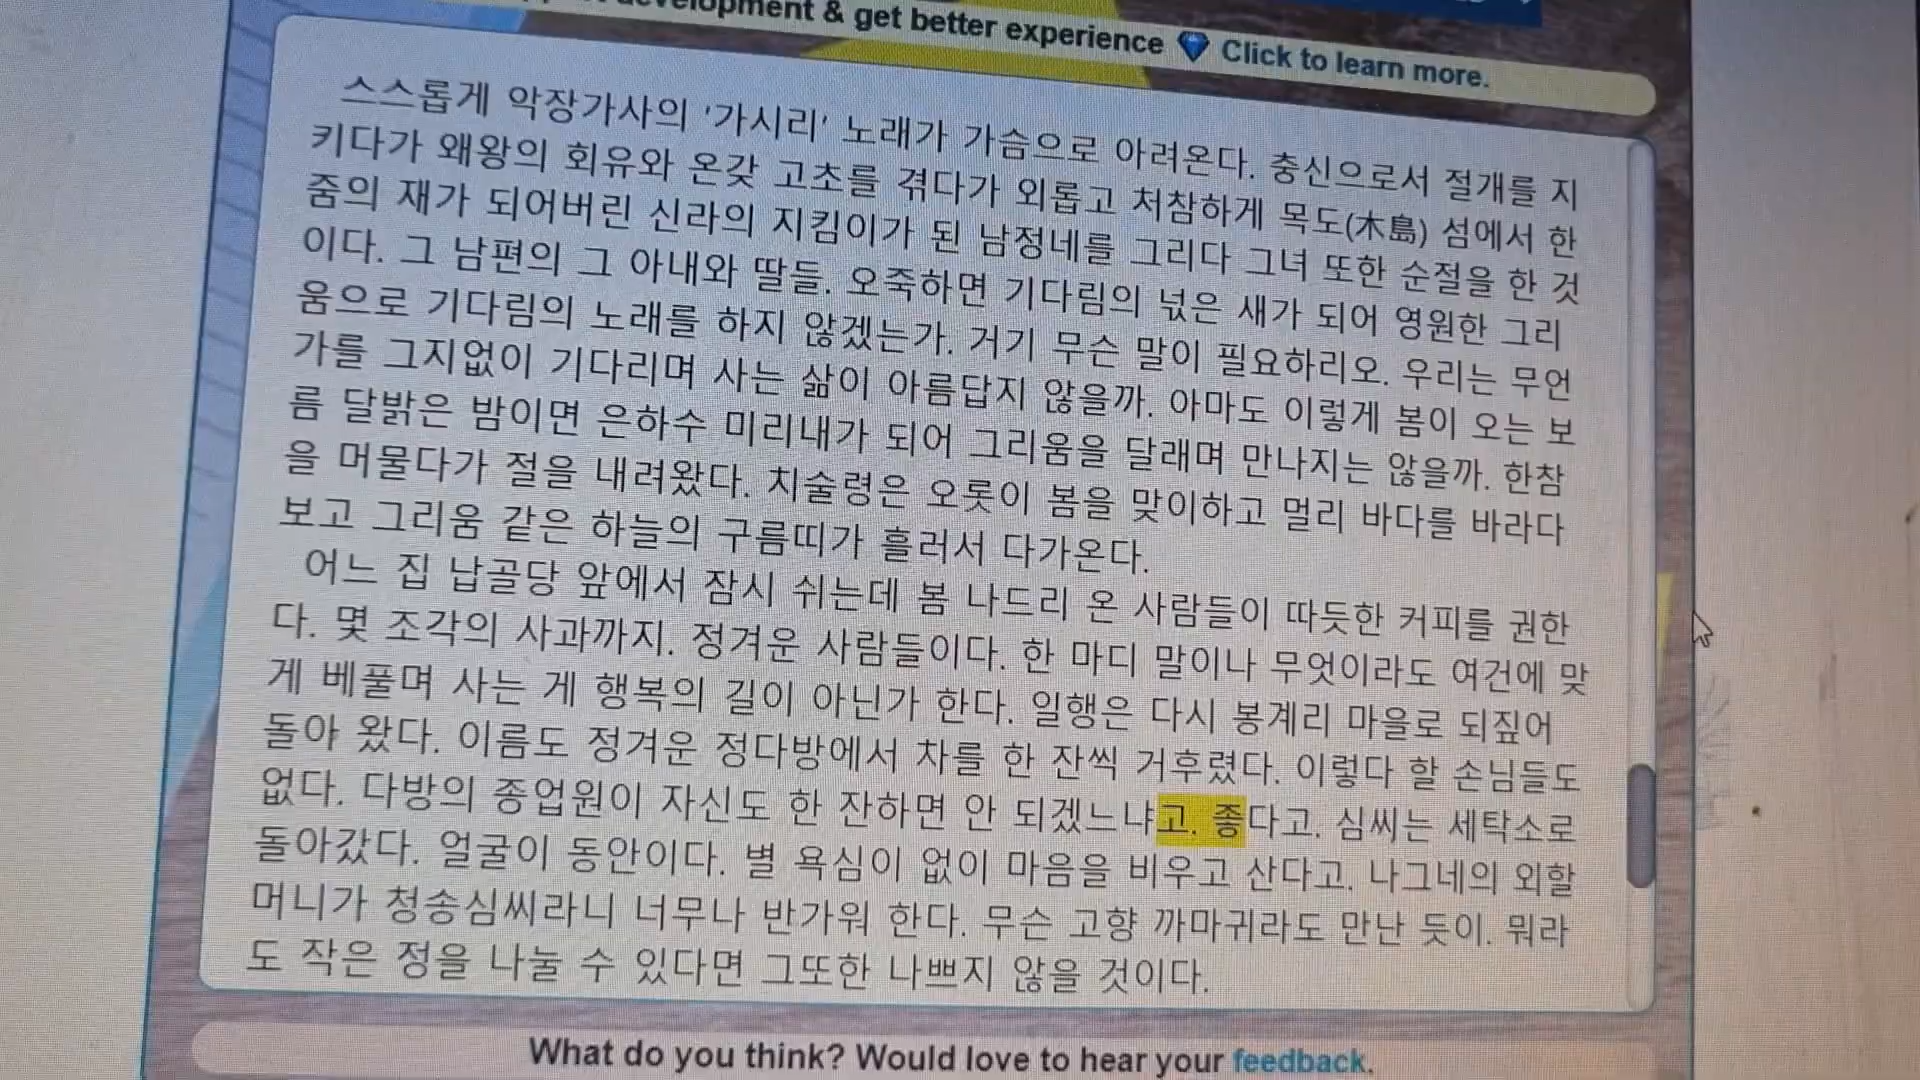 development & get better experience Click to learn more.
스스롭게 악장가사의 '가시리' 노래가 가슴으로 아려온다. 충신으로서 절개를 지
키다가 왜왕의 회유와 온갖 고초를 겪다가 외롭고 처참하게 목도(木島) 섬에서 한
줌의 재가 되어버린 신라의 지킴이가 된 남정네를 그리다 그녀 또한 순절을 한 것
이다. 그 남편의 그 아내와 딸들. 오죽하면 기다림의 넋은 새가 되어 영원한 그리
움으로 기다림의 노래를 하지 않겠는가. 거기 무슨 말이 필요하리오. 우리는 무언
가를 그지없이 기다리며 사는 삶이 아름답지 않을까. 아마도 이렇게 봄이 오는 보
름 달밝은 밤이면 은하수 미리내가 되어 그리움을 달래며 만나지는 않을까. 한참
을 머물다가 절을 내려왔다. 치술령은 오롯이 봄을 맞이하고 멀리 바다를 바라다
보고 그리움 같은 하늘의 구름띠가 흘러서 다가온다.
어느 집 납골당 앞에서 잠시 쉬는데 봄 나드리 온 사람들이 따듯한 커피를 권한
다. 몇 조각의 사과까지. 정겨운 사람들이다. 한 마디 말이나 무엇이라도 여건에 맞
게 베풀며 사는 게 행복의 길이 아닌가 한다. 일행은 다시 봉계리 마을로 되짚어
돌아 왔다. 이름도 정겨운 정다방에서 차를 한 잔씩 거후렸다. 이렇다 할 손님들도
없다. 다방의 종업원이 자신도 한 잔하면 안 되겠느냐고. 좋다고. 심씨는 세탁소로
돌아갔다. 얼굴이 동안이다. 별 욕심이 없이 마음을 비우고 산다고. 나그네의 외할
머니가 청송심씨라니 너무나 반가워 한다. 무슨 고향 까마귀라도 만난 듯이. 뭐라
도 작은 정을 나눌 수 있다면 그또한 나쁘지 않을 것이다.
What do you think? Would love to hear your feedback.